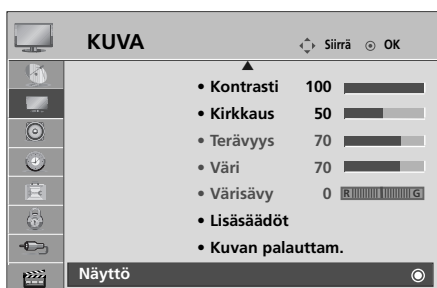 KUVA Siirrä OK
• Kontrasti 100
• Kirkkaus 50
• Terävyys 70
• Väri 70
• Värisävy 0 R G
• Lisäsäädöt
• Kuvan palauttam.
Näyttö